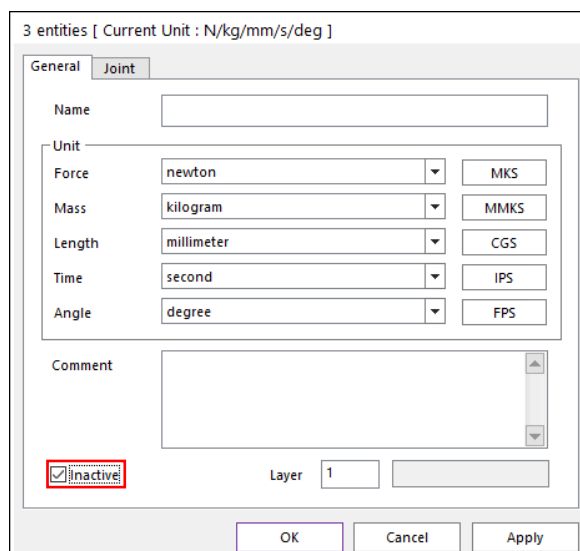 3 entities [ Current Unit : N/kg/mm/s/deg ]
General Joint
Name
Unit
Force newton MKS
Mass kilogram MMKS
Length millimeter CGS
Time second IPS
Angle degree FPS
Comment
Inactive Layer 1
OK Cancel Apply